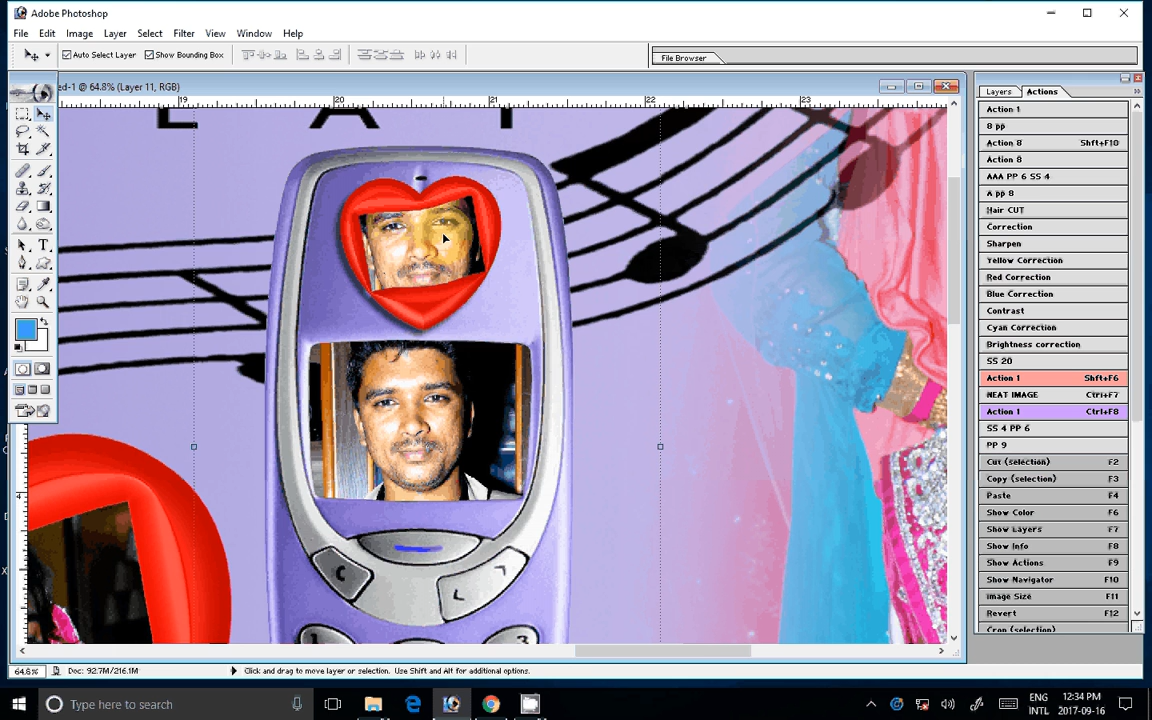 Adobe Photoshop
File Edit Image Layer Select Filter View Window Help
Auto Select Layer Show Bounding Box
File Browser
ed-1 @ 64.8% (Layer 11, RGB)
19 20 21 22 23
Layers Actions
Action 1
8 pp
Action 8 Shft+F10
Action 8
AAA PP 6 SS 4
A pp 8
Hair CUT
Correction
Sharpen
Yellow Correction
Red Correction
Blue Correction
Contrast
Cyan Correction
Brightness correction
SS 20
Action 1 Shft+F6
NEAT IMAGE Ctrl+F7
Action 1 Ctrl+F8
SS 4 PP 6
PP 9
Cut (selection) F2
Copy (selection) F3
Paste F4
Show Color F6
Show Layers F7
Show Info F8
Show Actions F9
Show Navigator F10
Image Size F11
Revert F12
Crop (selection)
C
1 3
64.8% Doc: 92.7M/216.1M Click and drag to move layer or selection. Use Shift and Alt for additional options.
Type here to search
ENG 12:34 PM
INTL 2017-09-16